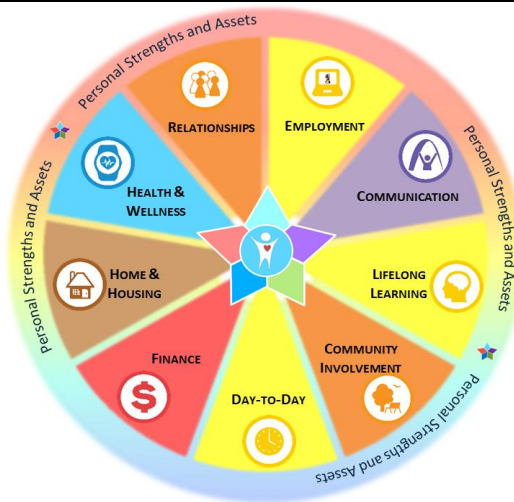 Personal Strengths and Assets
Personal Strengths and Assets
Personal Strengths and Assets
Personal Strengths and Assets
RELATIONSHIPS
EMPLOYMENT
COMMUNICATION
LIFELONG
LEARNING
COMMUNITY
INVOLVEMENT
DAY-TO-DAY
FINANCE
$
HOME &
HOUSING
HEALTH &
WELLNESS